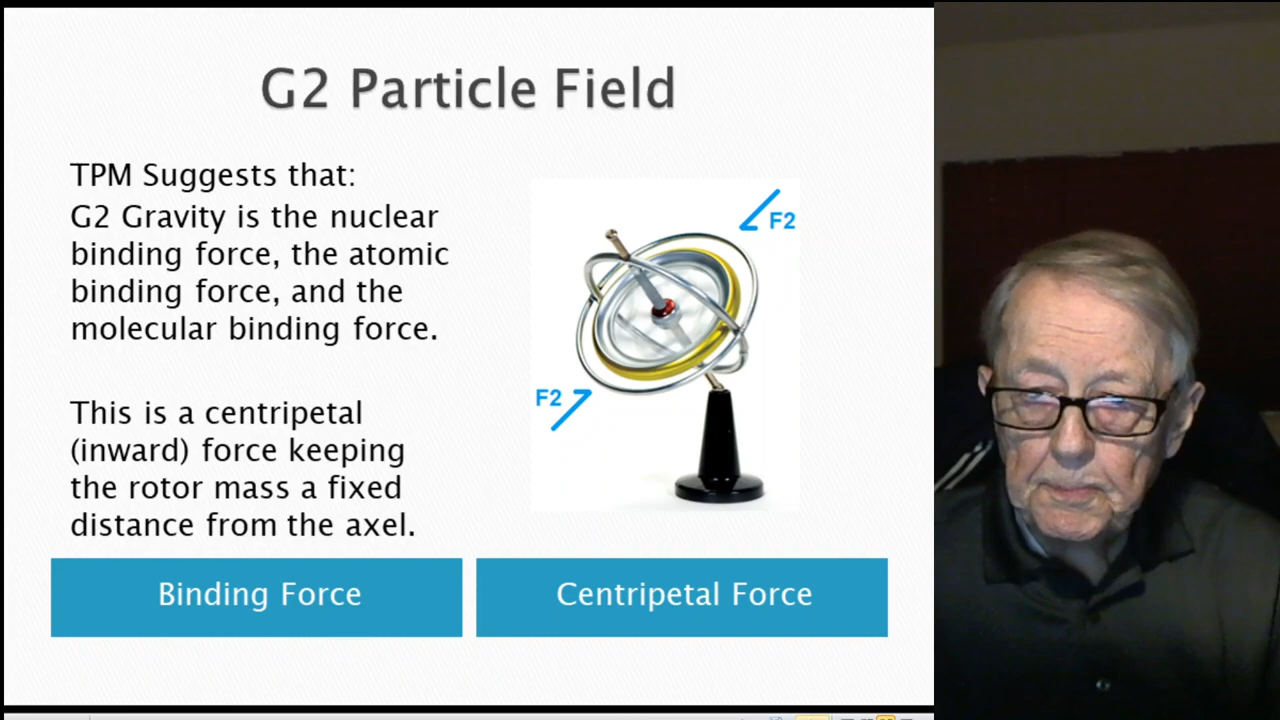 G2 Particle Field
TPM Suggests that:
G2 Gravity is the nuclear
binding force, the atomic
binding force, and the
molecular binding force.
This is a centripetal
(inward) force keeping
the rotor mass a fixed
distance from the axel.
F2
F2
Binding Force
Centripetal Force